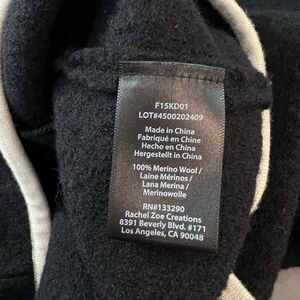 F15KD01
LOT#4500202409
Made in China
Fabriqué en Chine
Hecho en China
Hergestellt in China
100% Merino Wool /
Laine Mérinos /
Lana Merina /
Merinowolle
RN#133290
Rachel Zoe Creations
8391 Beverly Blvd. #171
Los Angeles, CA 90048